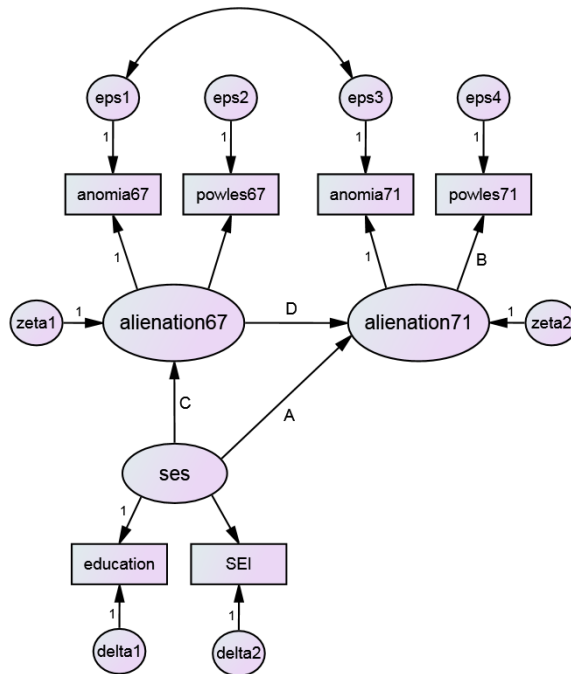 eps1
eps2
eps3
eps4
1
1
1
1
anomia67
powles67
anomia71
powles71
1
1
B
zeta1
1
alienation67
D
alienation71
1
zeta2
C
A
ses
1
education
SEI
1
1
delta1
delta2